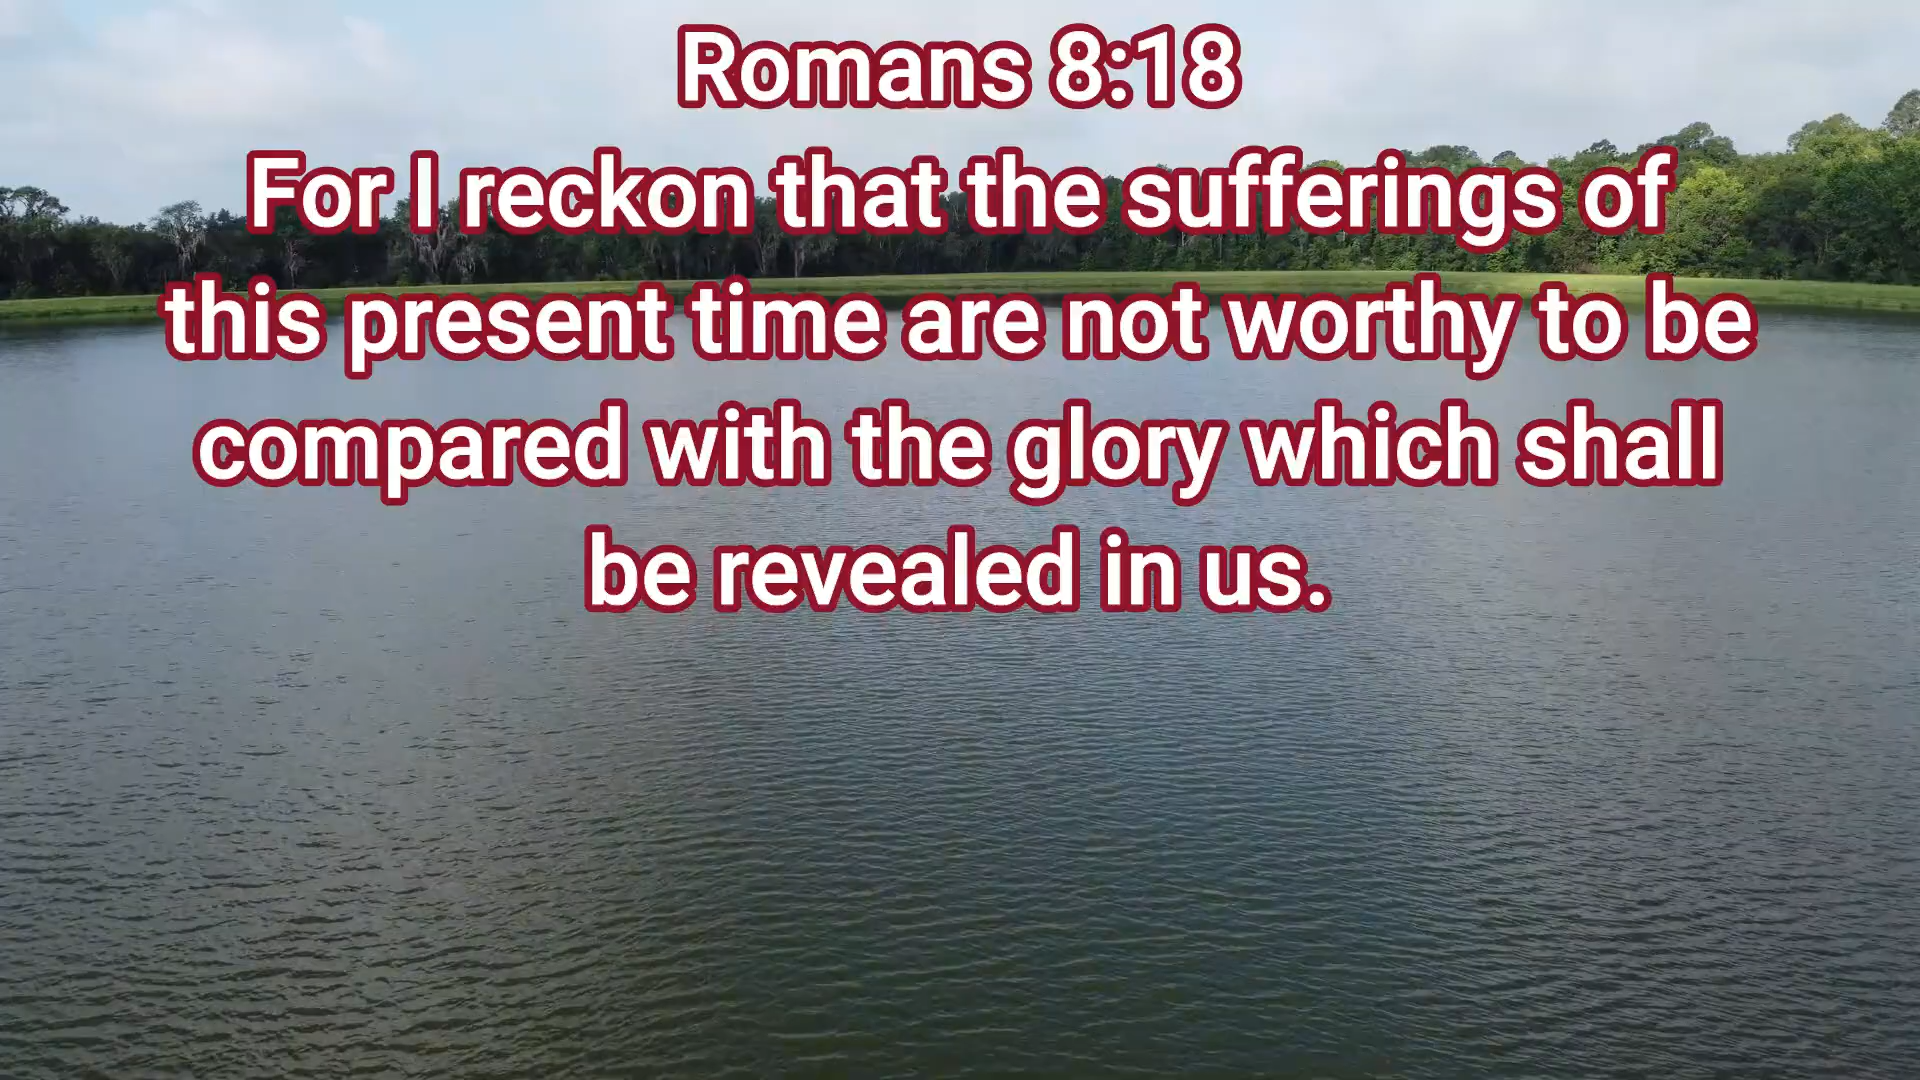 Romans 8:18
For I reckon that the sufferings of
this present time are not worthy to be
compared with the glory which shall
be revealed in us.